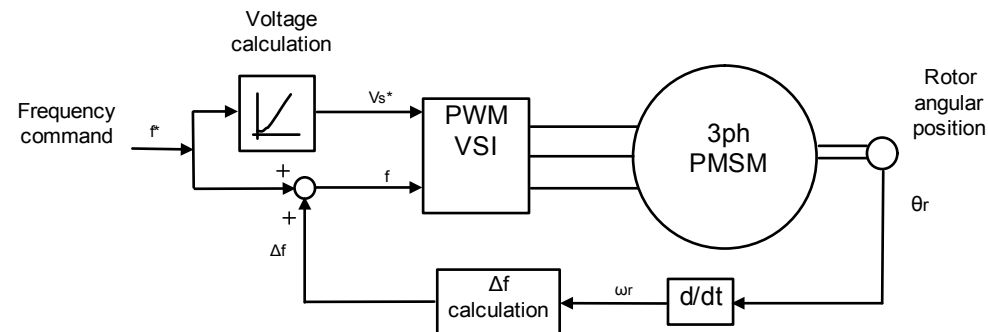 Voltage
calculation
Frequency
command
f*
Vs*
PWM
VSI
3ph
PMSM
Rotor
angular
position
+
f
+
Δf
θr
Δf
calculation
ωr
d/dt